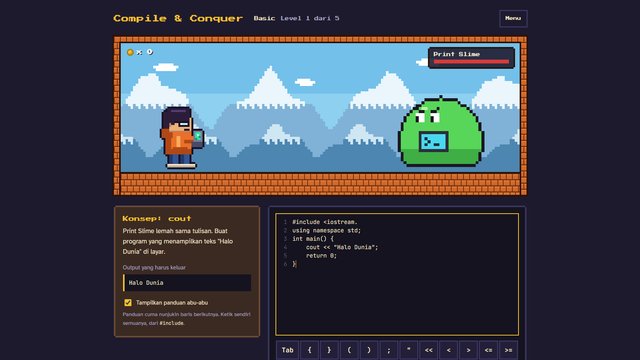 Compile & Conquer Basic Level 1 dari 5 Menu
Print Slime
Konsep: cout
Print Slime lemah sama tulisan. Buat
program yang menampilkan teks "Halo
Dunia" di layar.
Output yang harus keluar
Halo Dunia
Tampilkan panduan abu-abu
Panduan cuma nunjukin baris berikutnya. Ketik sendiri
semuanya, dari #include.
1 #include <iostream.
2 using namespace std;
3 int main() {
4 cout << "Halo Dunia";
5 return 0;
6 }
Tab { } ( ) ; " << < > <= >=